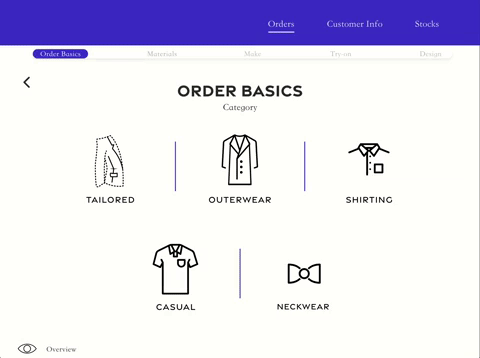 Orders Customer Info Stocks
Order Basics Materials Make Try-on Design
ORDER BASICS
Category
TAILORED OUTERWEAR SHIRTING
CASUAL NECKWEAR
Overview